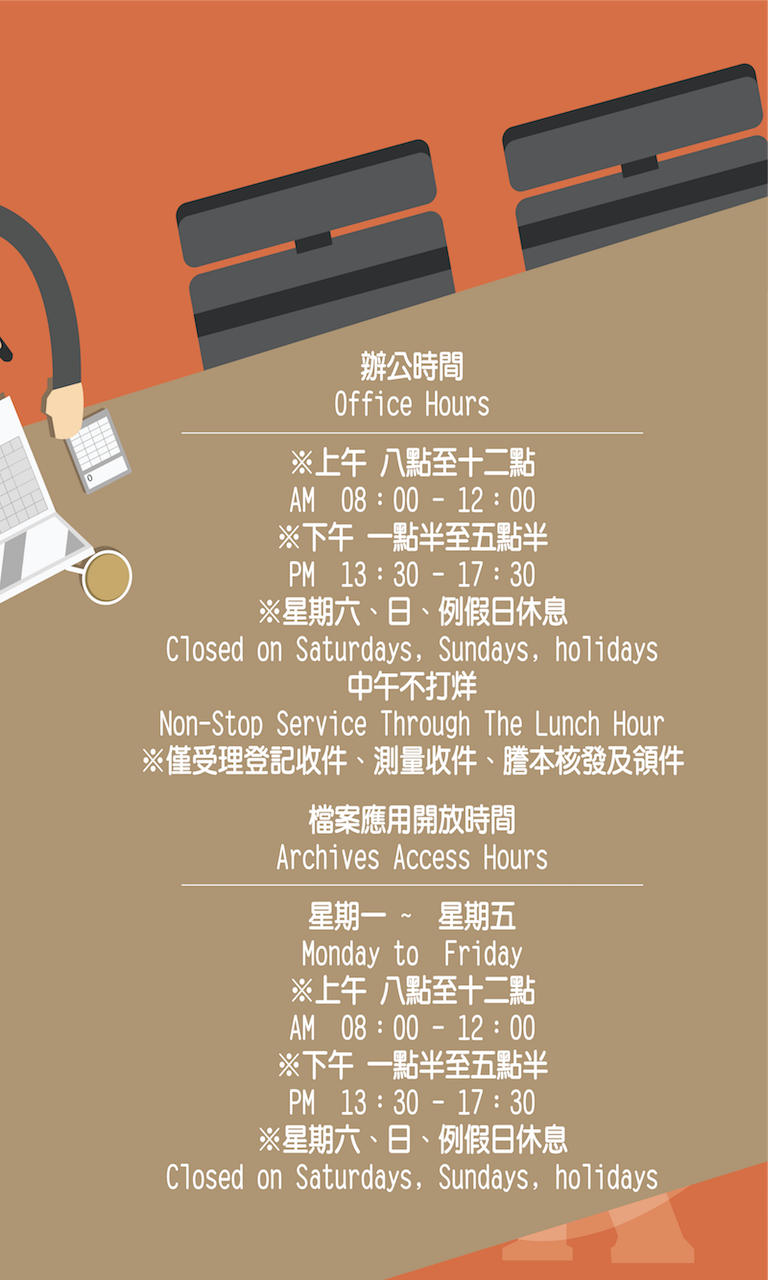 辦公時間
Office Hours
※上午 八點至十二點
AM 08：00 - 12：00
※下午 一點半至五點半
PM 13：30 - 17：30
※星期六、日、例假日休息
Closed on Saturdays, Sundays, holidays
中午不打烊
Non-Stop Service Through The Lunch Hour
※僅受理登記收件、測量收件、謄本核發及領件
檔案應用開放時間
Archives Access Hours
星期一 ~ 星期五
Monday to Friday
※上午 八點至十二點
AM 08：00 - 12：00
※下午 一點半至五點半
PM 13：30 - 17：30
※星期六、日、例假日休息
Closed on Saturdays, Sundays, holidays
0